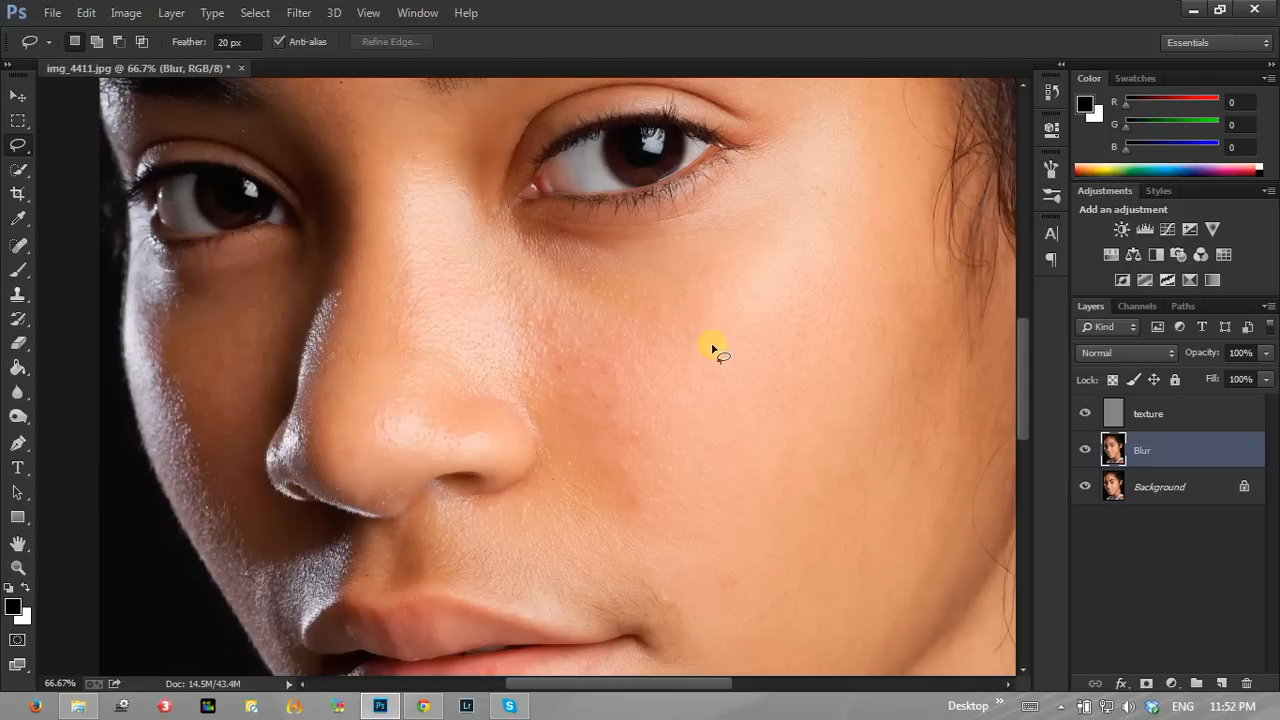 Ps File Edit Image Layer Type Select Filter 3D View Window Help
Feather: 20 px Anti-alias Refine Edge... Essentials
img_4411.jpg @ 66.7% (Blur, RGB/8) * ×
Color Swatches
R 0
G 0
B 0
Adjustments Styles
Add an adjustment
Layers Channels Paths
Kind
Normal Opacity: 100%
Lock: Fill: 100%
texture
Blur
Background
66.67% Doc: 14.5M/43.4M
Desktop ENG 11:52 PM